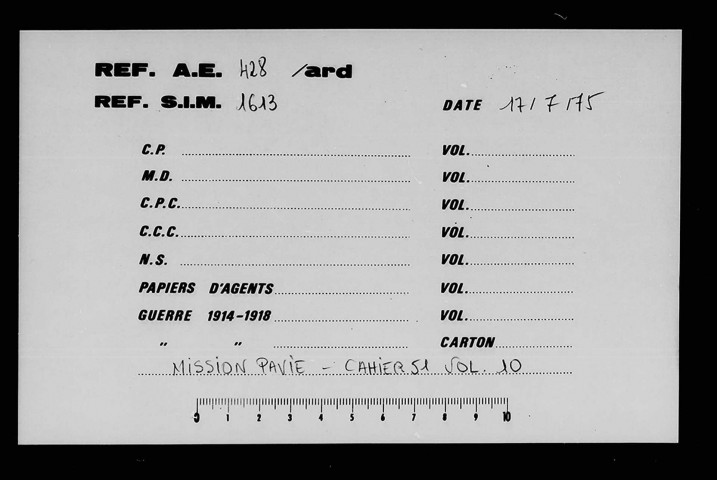 REF. A.E. 428 /ard
REF. S.I.M. 1613 DATE 17/7/75
C.P. VOL.
M.D. VOL.
C.P.C. VOL.
C.C.C. VOL.
N.S. VOL.
PAPIERS D'AGENTS VOL.
GUERRE 1914-1918 VOL.
" " CARTON
MISSION PAVIE - CAHIER 51 VOL. 10
0 1 2 3 4 5 6 7 8 9 10